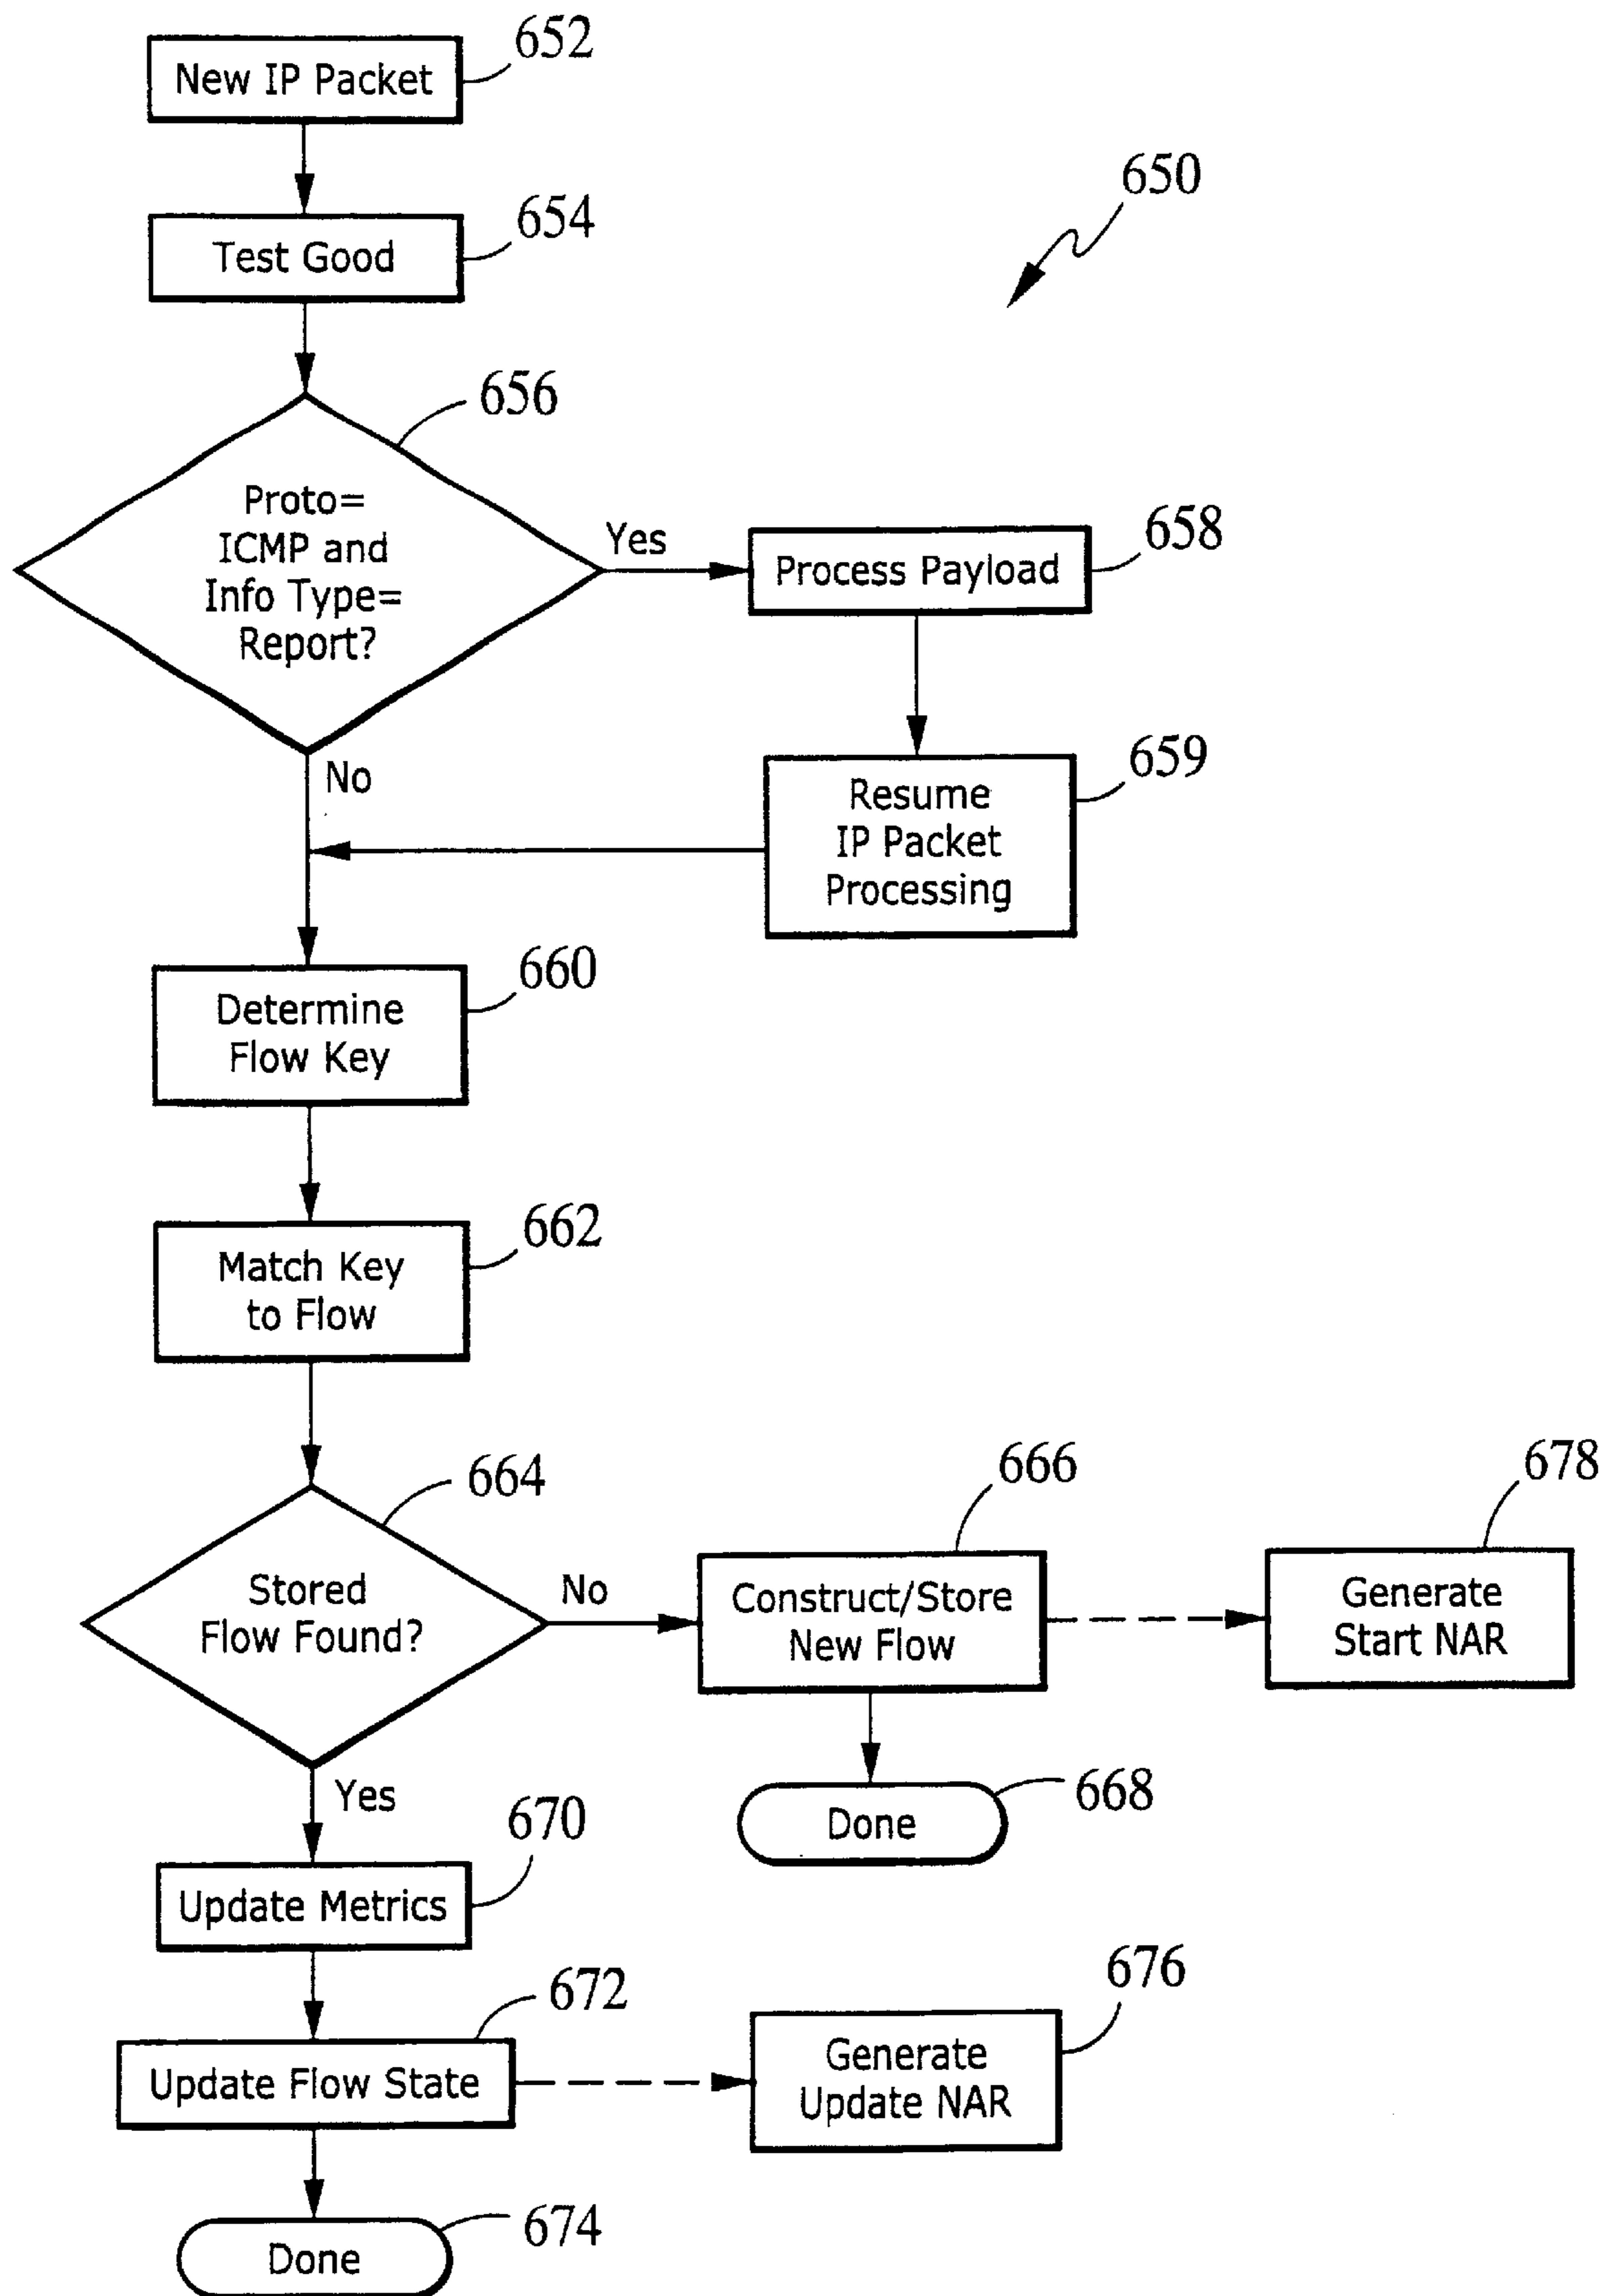 652
New IP Packet
650
654
Test Good
656
Proto=
ICMP and
Info Type=
Report?
Yes
658
Process Payload
No
659
Resume
IP Packet
Processing
660
Determine
Flow Key
662
Match Key
to Flow
664
Stored
Flow Found?
No
666
Construct/Store
New Flow
678
Generate
Start NAR
668
Done
Yes
670
Update Metrics
672
Update Flow State
676
Generate
Update NAR
674
Done